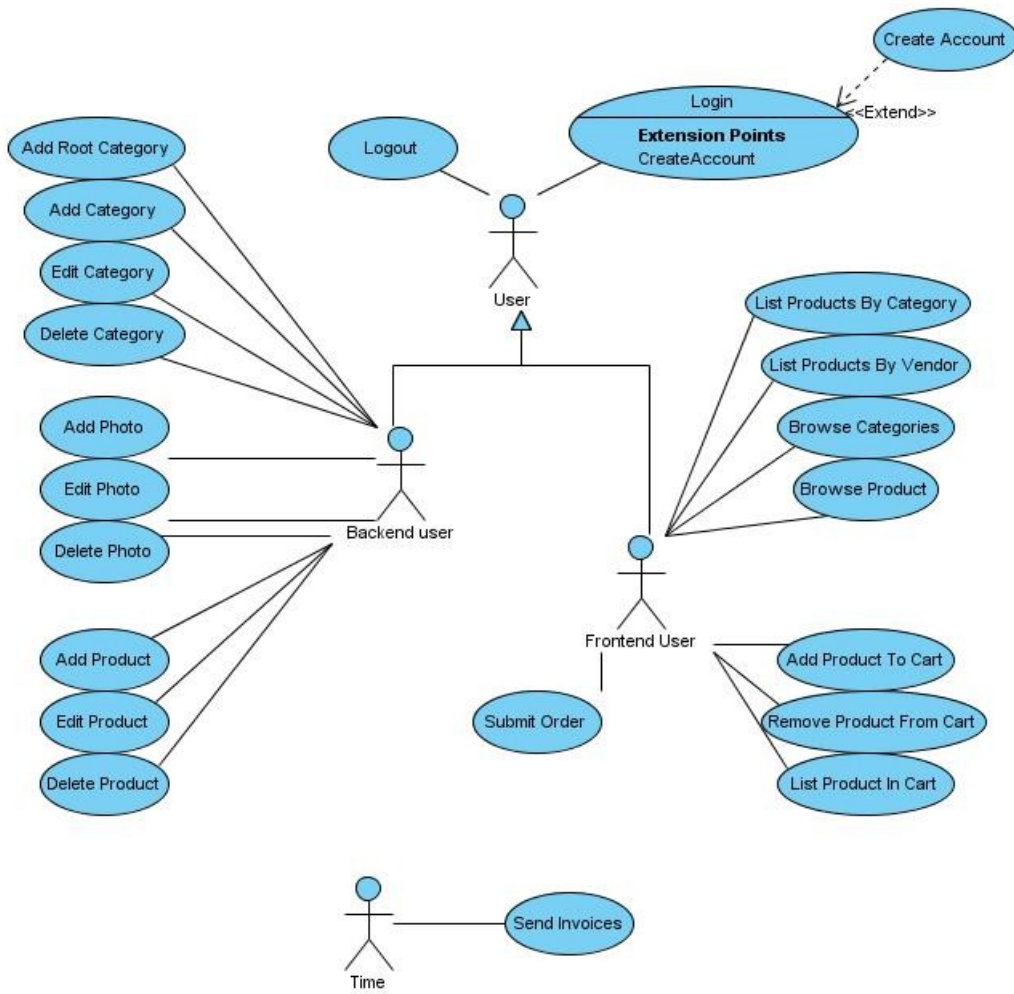 Create Account
Login
<<Extend>>
Extension Points
CreateAccount
Logout
Add Root Category
Add Category
Edit Category
Delete Category
User
List Products By Category
List Products By Vendor
Browse Categories
Browse Product
Add Photo
Edit Photo
Delete Photo
Backend user
Frontend User
Add Product
Edit Product
Delete Product
Submit Order
Add Product To Cart
Remove Product From Cart
List Product In Cart
Send Invoices
Time